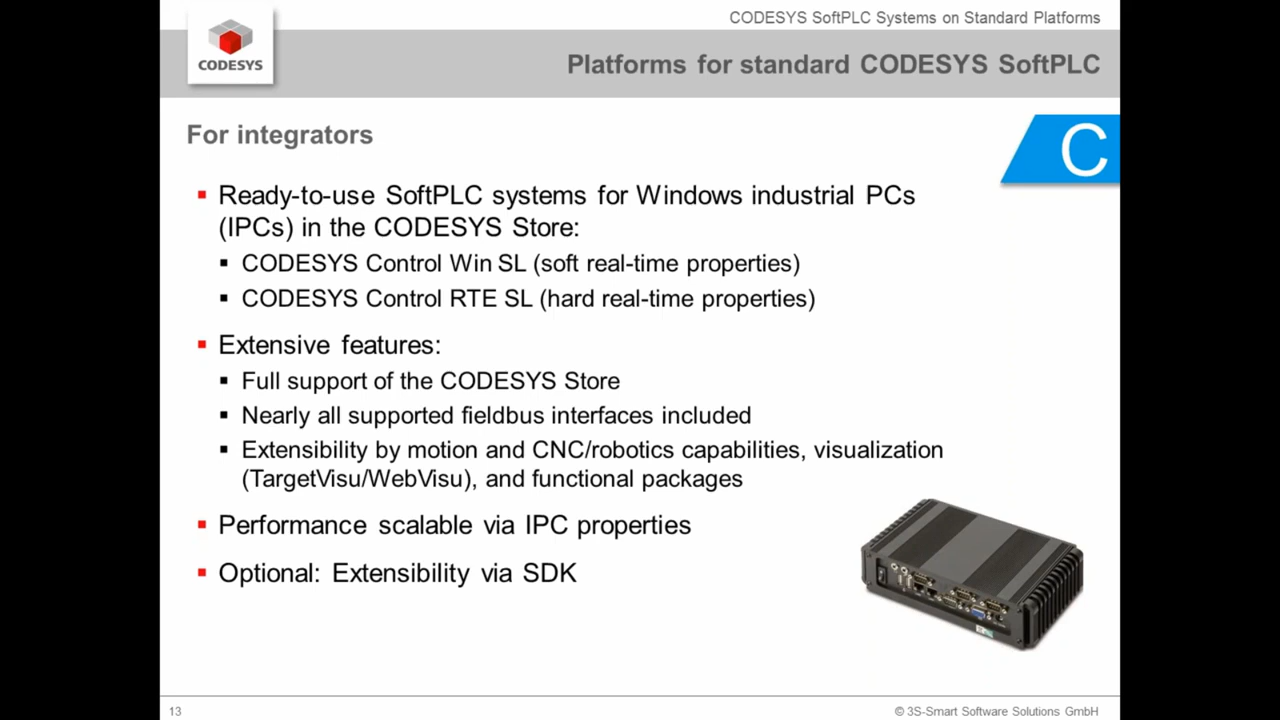 CODESYS SoftPLC Systems on Standard Platforms
CODESYS
Platforms for standard CODESYS SoftPLC
For integrators
C
Ready-to-use SoftPLC systems for Windows industrial PCs
(IPCs) in the CODESYS Store:
CODESYS Control Win SL (soft real-time properties)
CODESYS Control RTE SL (hard real-time properties)
Extensive features:
Full support of the CODESYS Store
Nearly all supported fieldbus interfaces included
Extensibility by motion and CNC/robotics capabilities, visualization
(TargetVisu/WebVisu), and functional packages
Performance scalable via IPC properties
Optional: Extensibility via SDK
13
© 3S-Smart Software Solutions GmbH